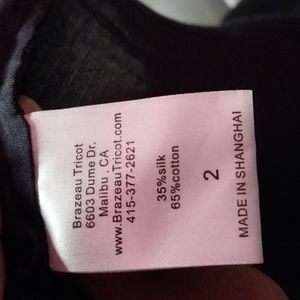 Brazeau Tricot
6603 Dume Dr.
Malibu , CA
www.BrazeauTricot.com
415-377-2621
35%silk
65%cotton
2
MADE IN SHANGHAI